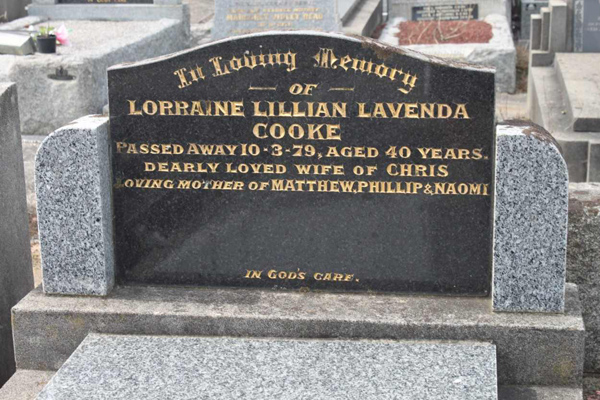 In Loving Memory
OF
LORRAINE LILLIAN LAVENDA
COOKE
PASSED AWAY 10-3-79, AGED 40 YEARS.
DEARLY LOVED WIFE OF CHRIS
LOVING MOTHER OF MATTHEW, PHILLIP & NAOMI
IN GOD'S CARE.